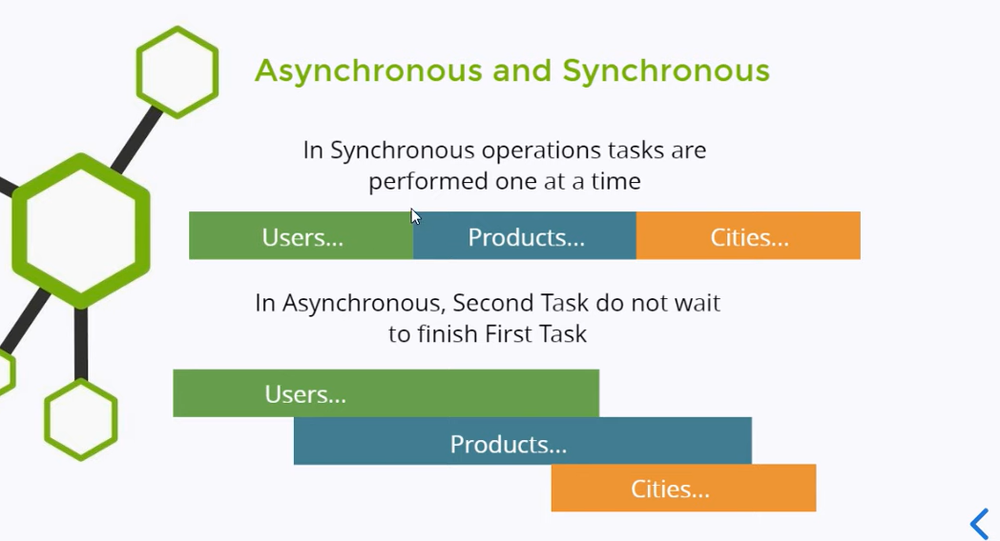 Asynchronous and Synchronous
In Synchronous operations tasks are
performed one at a time
Users...
Products...
Cities...
In Asynchronous, Second Task do not wait
to finish First Task
Users...
Products...
Cities...